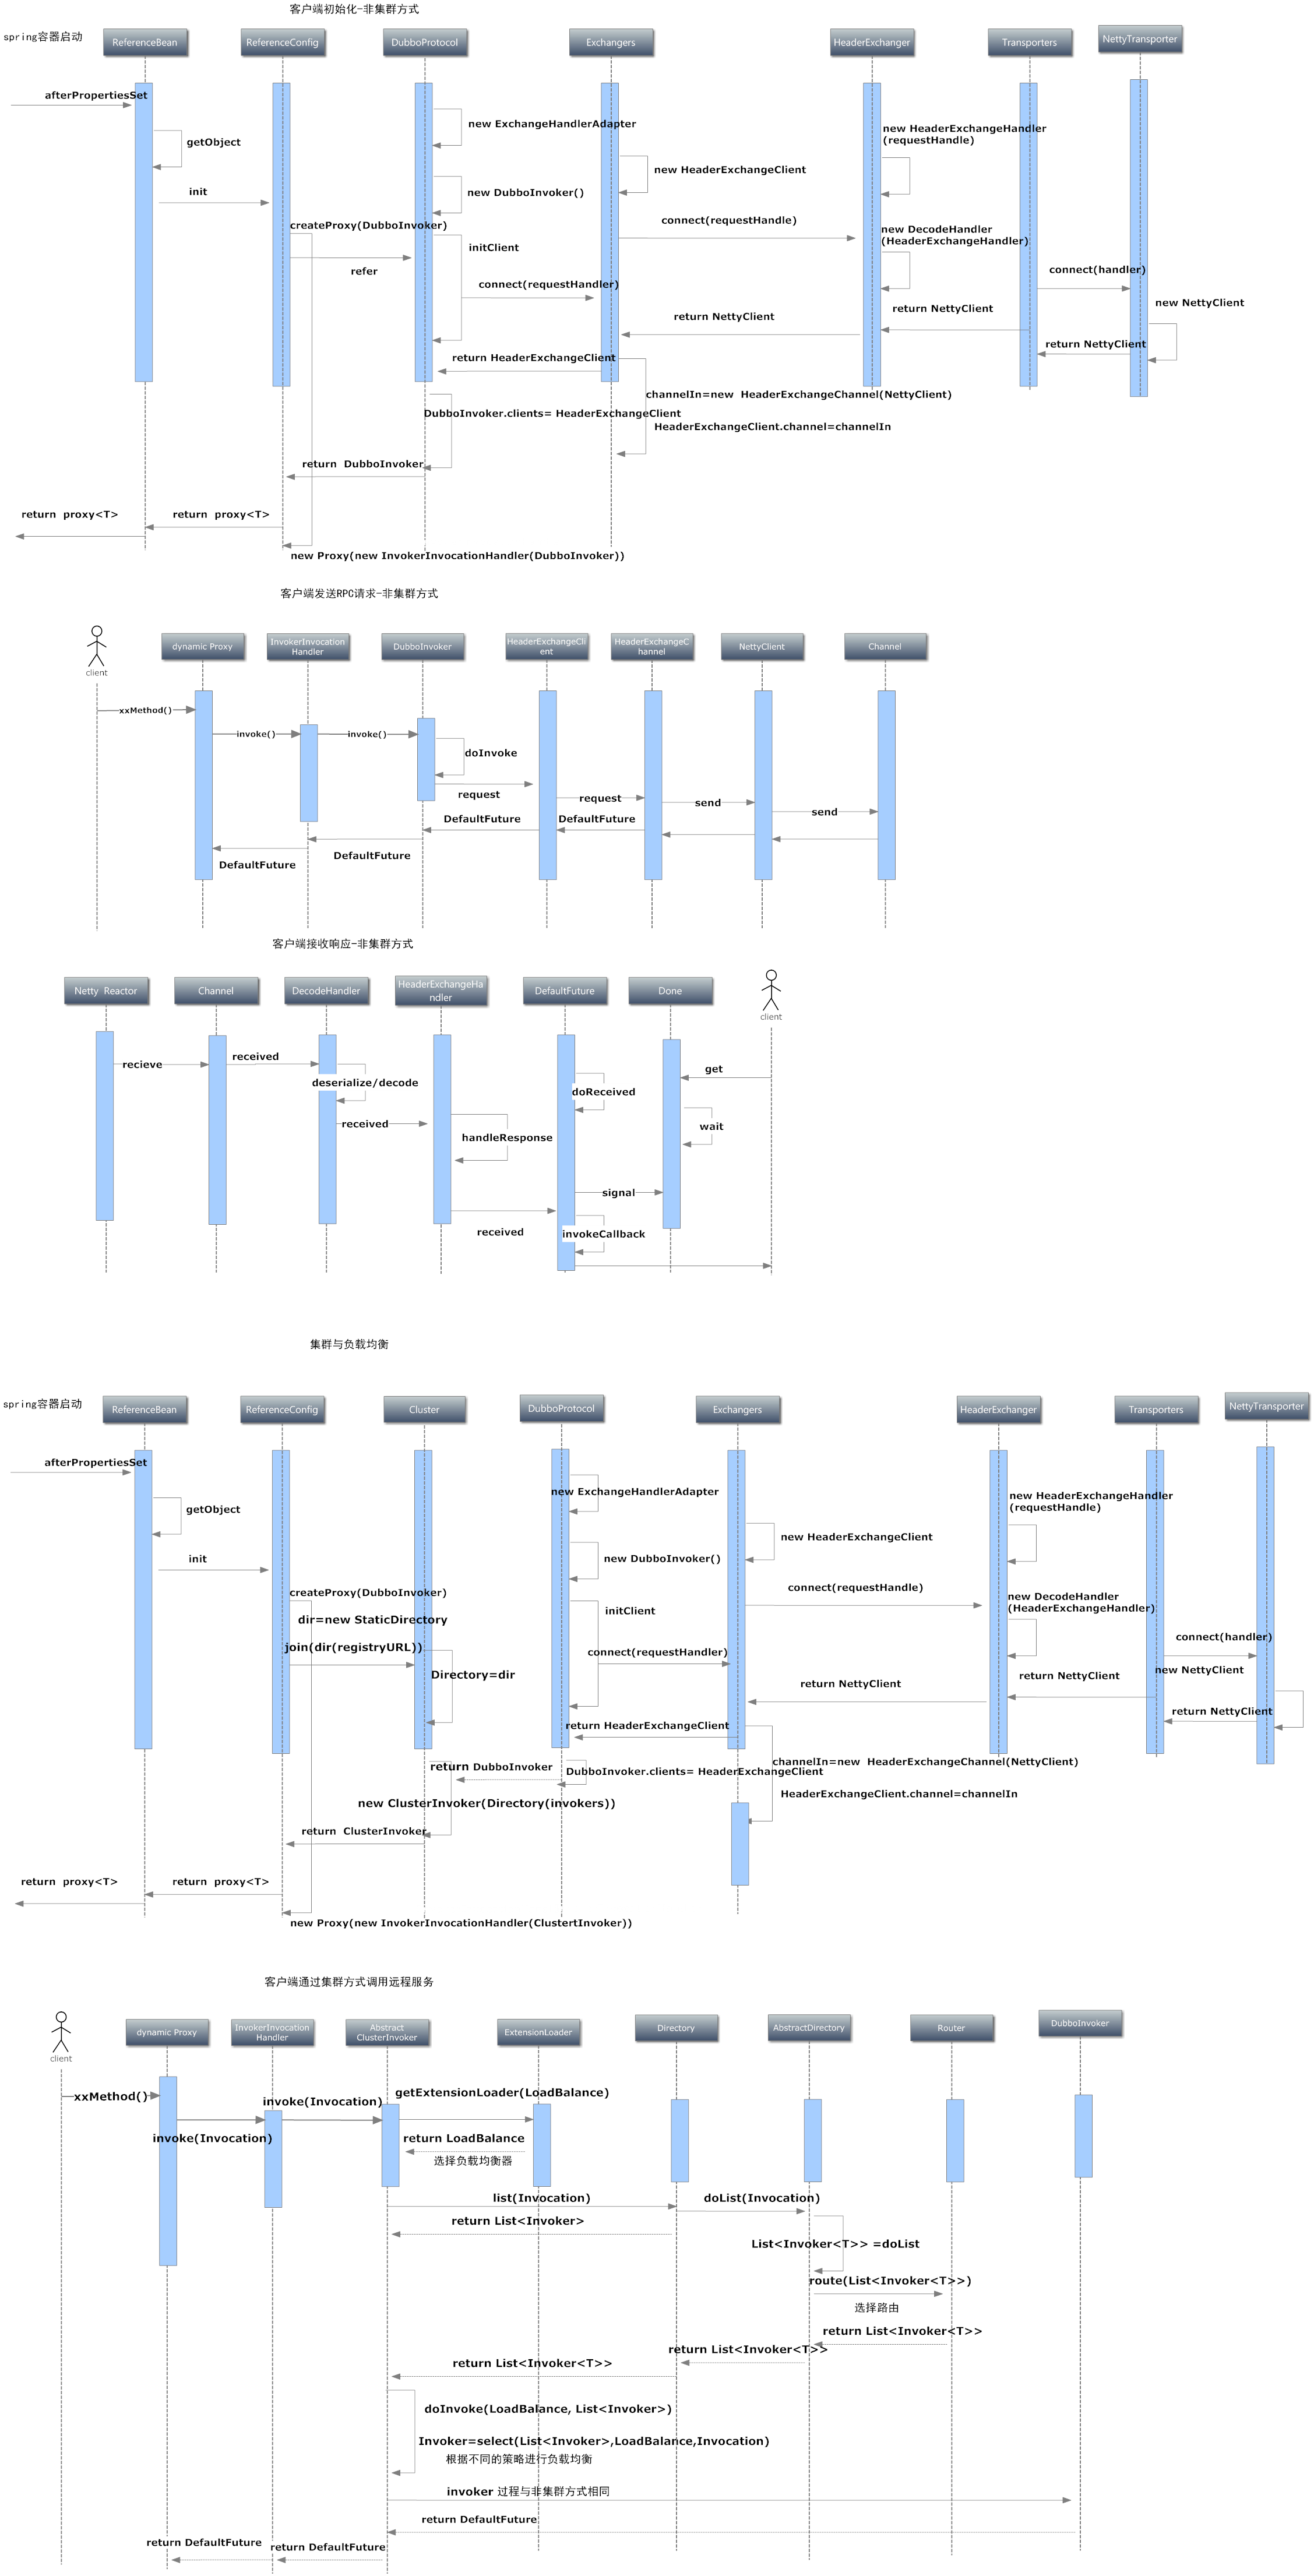 客户端初始化-非集群方式
spring容器启动
ReferenceBean
ReferenceConfig
DubboProtocol
Exchangers
HeaderExchanger
Transporters
NettyTransporter
afterPropertiesSet
getObject
init
new ExchangeHandlerAdapter
new HeaderExchangeHandler
(requestHandle)
new HeaderExchangeClient
new DubboInvoker()
createProxy(DubboInvoker)
connect(requestHandle)
new DecodeHandler
(HeaderExchangeHandler)
initClient
refer
connect(handler)
connect(requestHandler)
new NettyClient
return NettyClient
return NettyClient
return NettyClient
return HeaderExchangeClient
channelIn=new  HeaderExchangeChannel(NettyClient)
DubboInvoker.clients= HeaderExchangeClient
HeaderExchangeClient.channel=channelIn
return  DubboInvoker
return  proxy<T>
return  proxy<T>
new Proxy(new InvokerInvocationHandler(DubboInvoker))
客户端发送RPC请求-非集群方式
client
dynamic Proxy
InvokerInvocation
Handler
DubboInvoker
HeaderExchangeCli
ent
HeaderExchangeC
hannel
NettyClient
Channel
xxMethod()
invoke()
invoke()
doInvoke
request
request
send
send
DefaultFuture
DefaultFuture
DefaultFuture
DefaultFuture
客户端接收响应-非集群方式
Netty  Reactor
Channel
DecodeHandler
HeaderExchangeHa
ndler
DefaultFuture
Done
client
recieve
received
get
deserialize/decode
doReceived
received
wait
handleResponse
signal
received
invokeCallback
集群与负载均衡
spring容器启动
ReferenceBean
ReferenceConfig
Cluster
DubboProtocol
Exchangers
HeaderExchanger
Transporters
NettyTransporter
afterPropertiesSet
getObject
init
new ExchangeHandlerAdapter
new HeaderExchangeHandler
(requestHandle)
new HeaderExchangeClient
new DubboInvoker()
createProxy(DubboInvoker)
connect(requestHandle)
new DecodeHandler
(HeaderExchangeHandler)
dir=new StaticDirectory
initClient
join(dir(registryURL))
connect(requestHandler)
connect(handler)
Directory=dir
new NettyClient
return NettyClient
return NettyClient
return NettyClient
return HeaderExchangeClient
return DubboInvoker
channelIn=new  HeaderExchangeChannel(NettyClient)
DubboInvoker.clients= HeaderExchangeClient
HeaderExchangeClient.channel=channelIn
new ClusterInvoker(Directory(invokers))
return  ClusterInvoker
return  proxy<T>
return  proxy<T>
new Proxy(new InvokerInvocationHandler(ClustertInvoker))
客户端通过集群方式调用远程服务
client
dynamic Proxy
InvokerInvocation
Handler
Abstract
ClusterInvoker
ExtensionLoader
Directory
AbstractDirectory
Router
DubboInvoker
xxMethod()
invoke(Invocation)
invoke(Invocation)
getExtensionLoader(LoadBalance)
return LoadBalance
选择负载均衡器
list(Invocation)
doList(Invocation)
return List<Invoker>
List<Invoker<T>> =doList
route(List<Invoker<T>>)
选择路由
return List<Invoker<T>>
return List<Invoker<T>>
return List<Invoker<T>>
doInvoke(LoadBalance, List<Invoker>)
Invoker=select(List<Invoker>,LoadBalance,Invocation)
根据不同的策略进行负载均衡
invoker 过程与非集群方式相同
return DefaultFuture
return DefaultFuture
return DefaultFuture